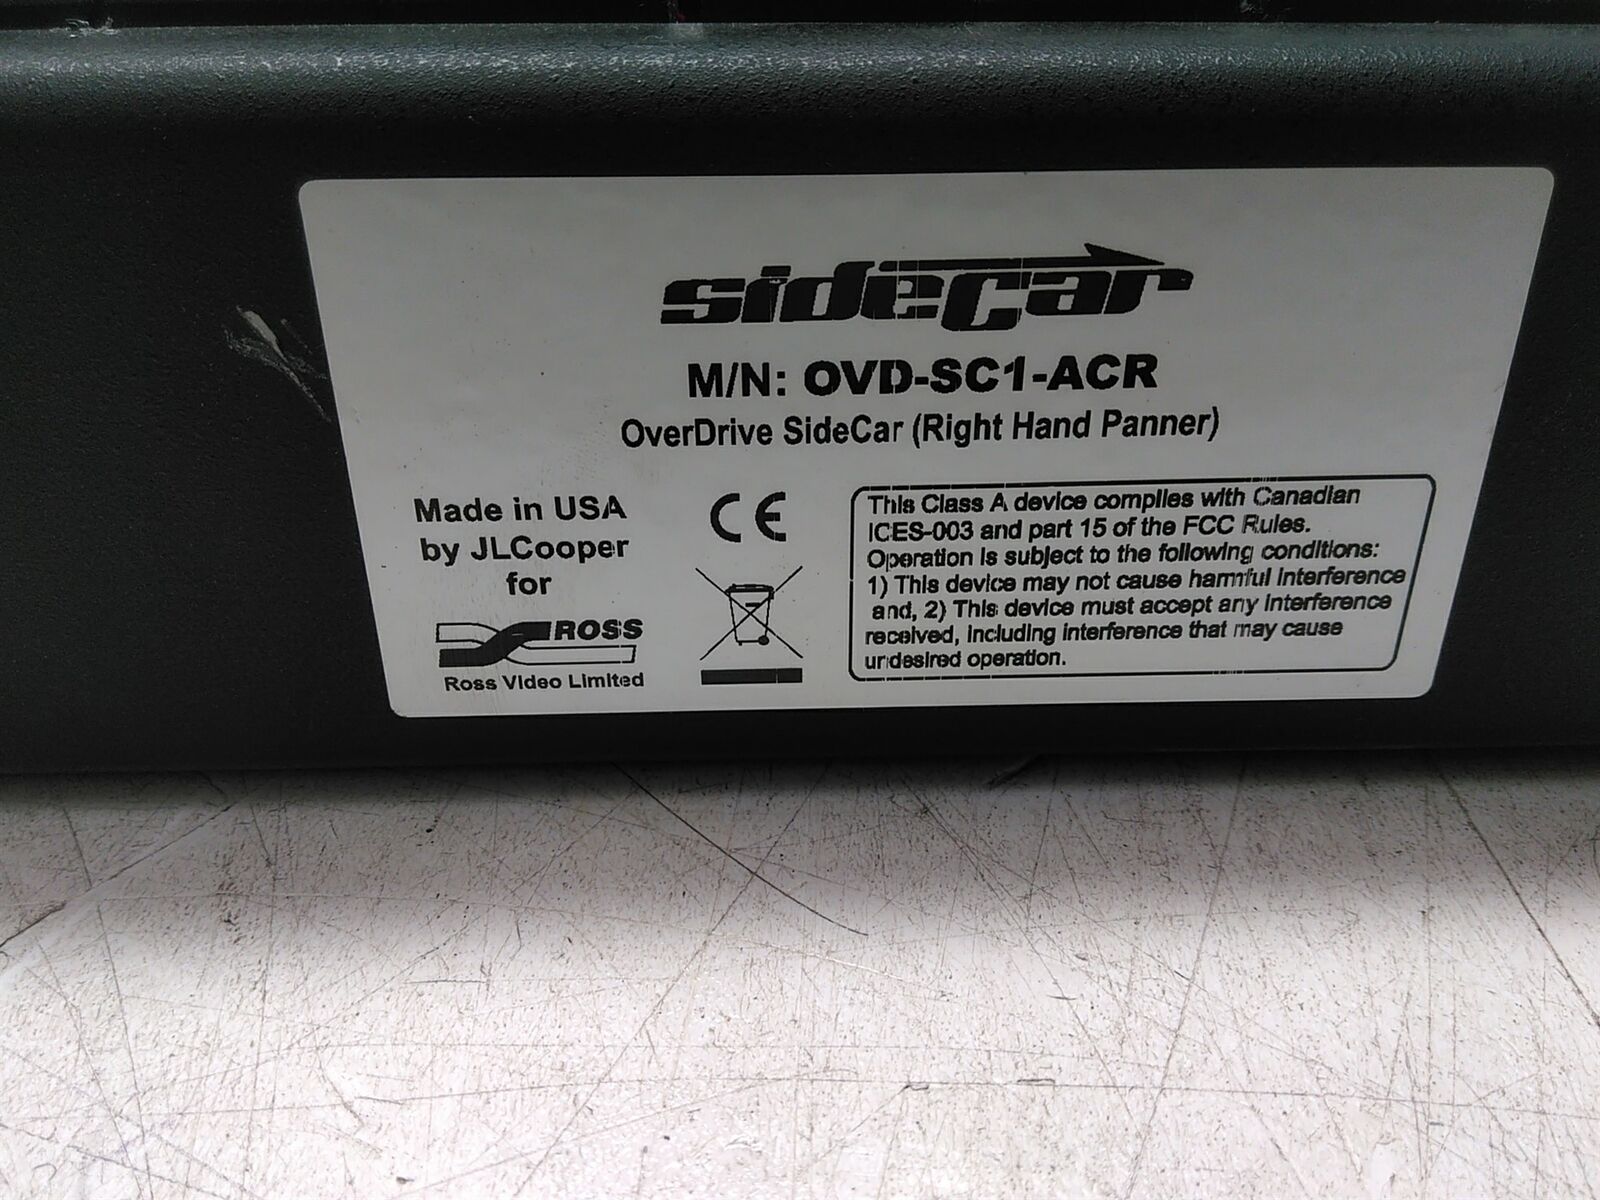 sidecar
M/N: OVD-SC1-ACR
OverDrive SideCar (Right Hand Panner)
Made in USA
by JLCooper
for
ROSS
Ross Video Limited
CE
This Class A device complies with Canadian
ICES-003 and part 15 of the FCC Rules.
Operation is subject to the following conditions:
1) This device may not cause harmful interference
and, 2) This device must accept any interference
received, including interference that may cause
undesired operation.